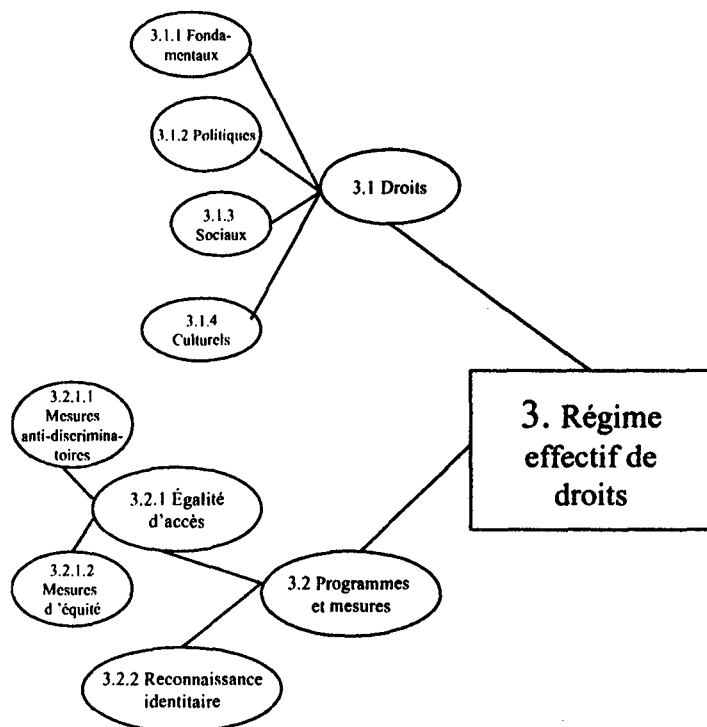 3.1.1 Fonda-
mentaux
3.1.2 Politiques
3.1 Droits
3.1.3
Sociaux
3.1.4
Culturels
3. Régime
effectif de
droits
3.2.1.1
Mesures
anti-discrimina-
toires
3.2.1 Égalité
d'accès
3.2.1.2
Mesures
d 'équité
3.2 Programmes
et mesures
3.2.2 Reconnaissance
identitaire